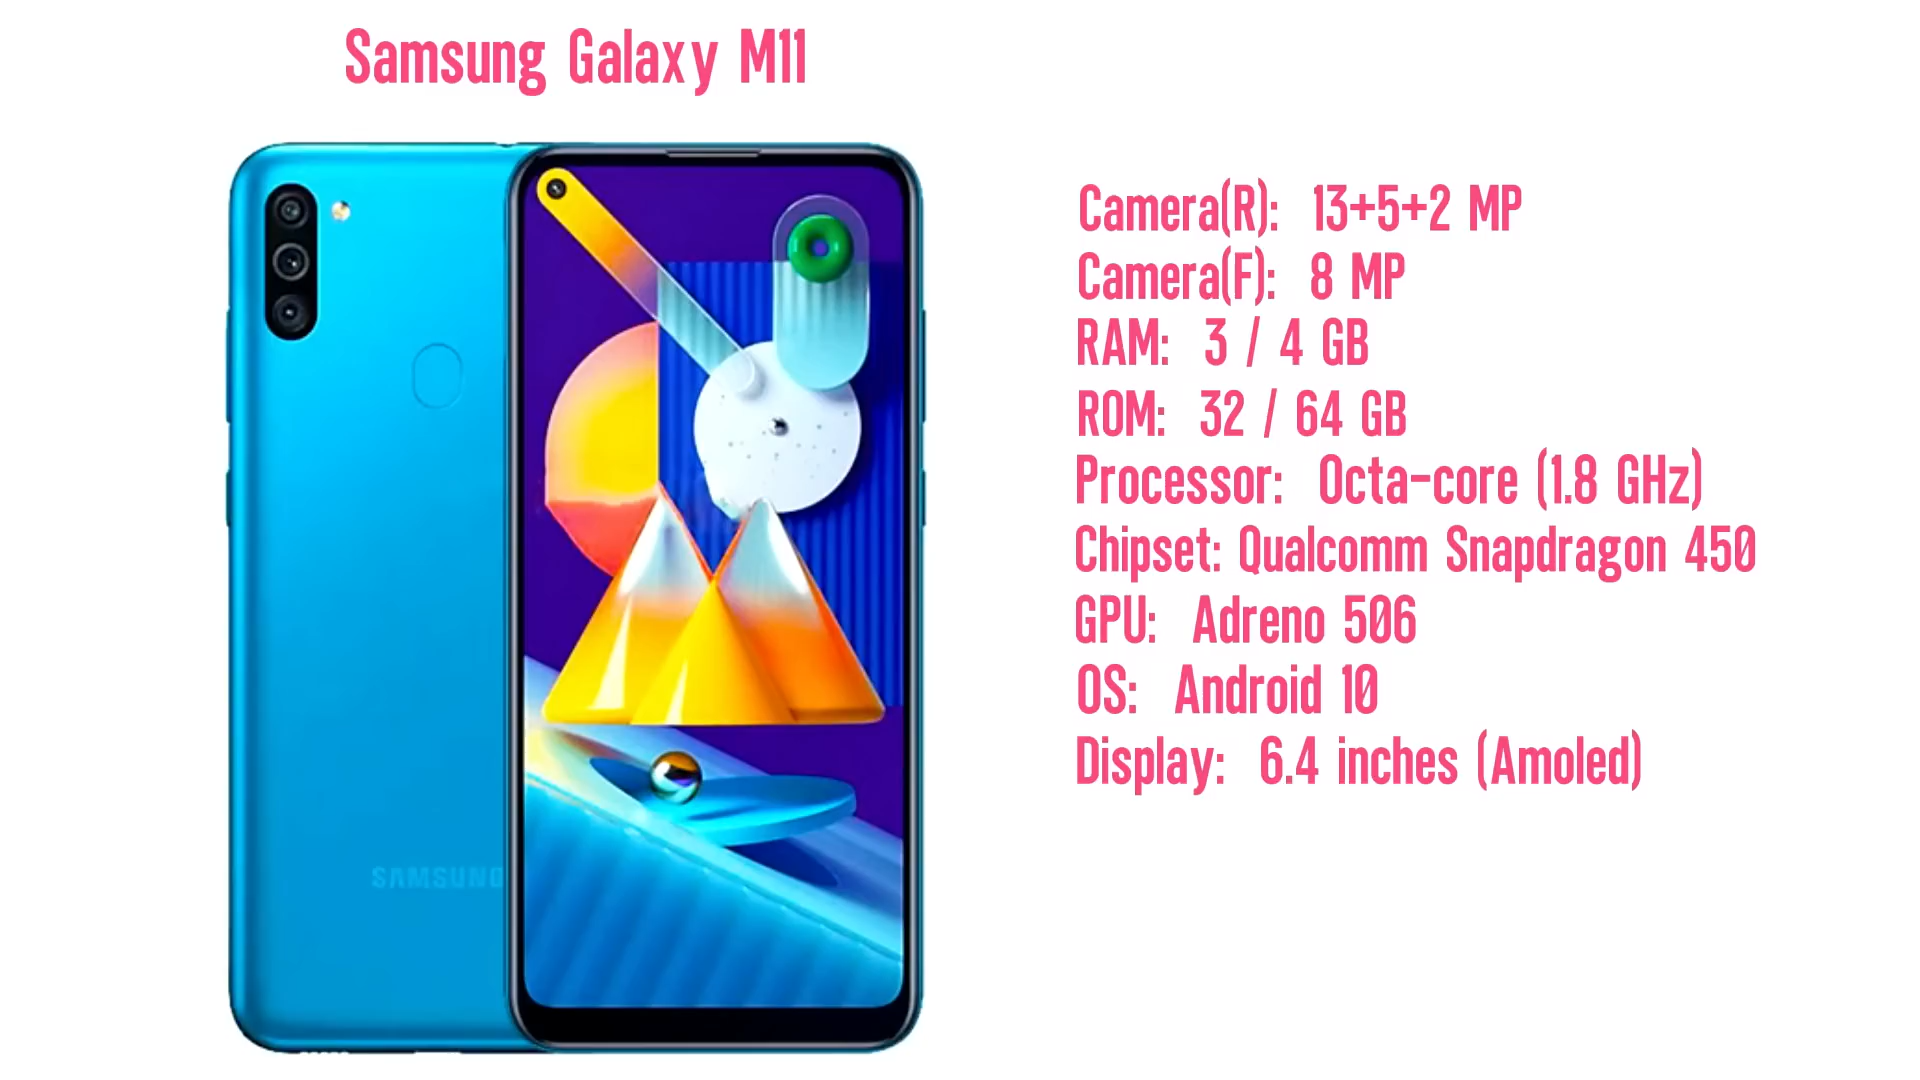 Samsung Galaxy M11
Camera(R): 13+5+2 MP
Camera(F): 8 MP
RAM: 3 / 4 GB
ROM: 32 / 64 GB
Processor: Octa-core (1.8 GHz)
Chipset: Qualcomm Snapdragon 450
GPU: Adreno 506
OS: Android 10
Display: 6.4 inches (Amoled)
SAMSUNG